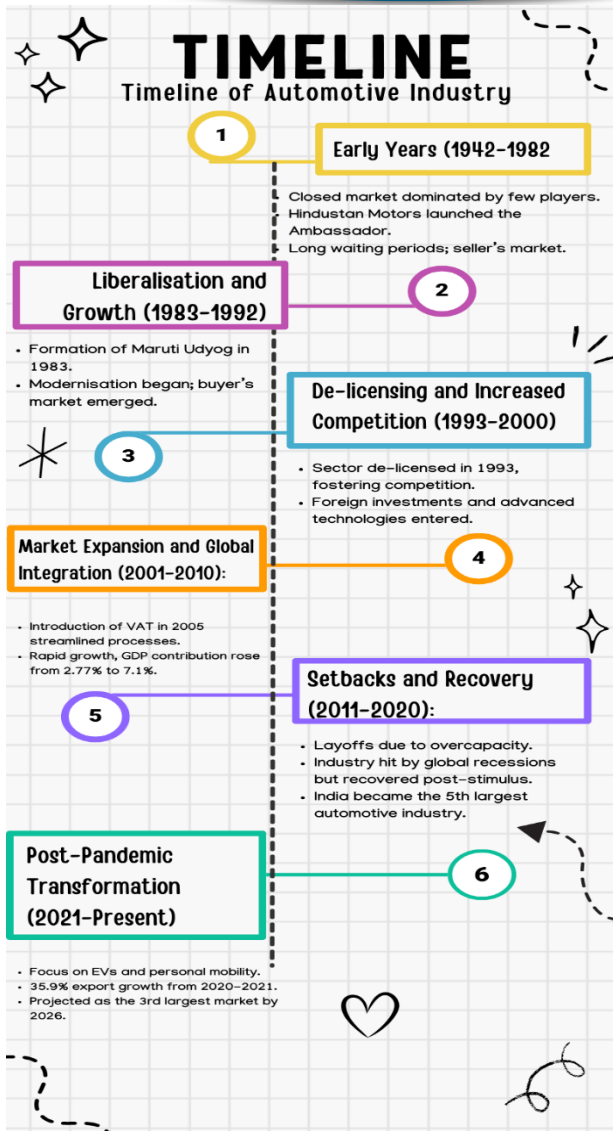 TIMELINE
Timeline of Automotive Industry
1
Early Years (1942-1982
• Closed market dominated by few players.
• Hindustan Motors launched the
Ambassador.
• Long waiting periods; seller's market.
Liberalisation and
Growth (1983-1992)
2
• Formation of Maruti Udyog in
1983.
• Modernisation began; buyer's
market emerged.
De-licensing and Increased
Competition (1993-2000)
3
• Sector de-licensed in 1993,
fostering competition.
• Foreign investments and advanced
technologies entered.
Market Expansion and Global
Integration (2001-2010):
4
• Introduction of VAT in 2005
streamlined processes.
• Rapid growth, GDP contribution rose
from 2.77% to 7.1%.
Setbacks and Recovery
(2011-2020):
5
• Layoffs due to overcapacity.
• Industry hit by global recessions
but recovered post-stimulus.
• India became the 5th largest
automotive industry.
Post-Pandemic
Transformation
(2021-Present)
6
• Focus on EVs and personal mobility.
• 35.9% export growth from 2020-2021.
• Projected as the 3rd largest market by
2026.